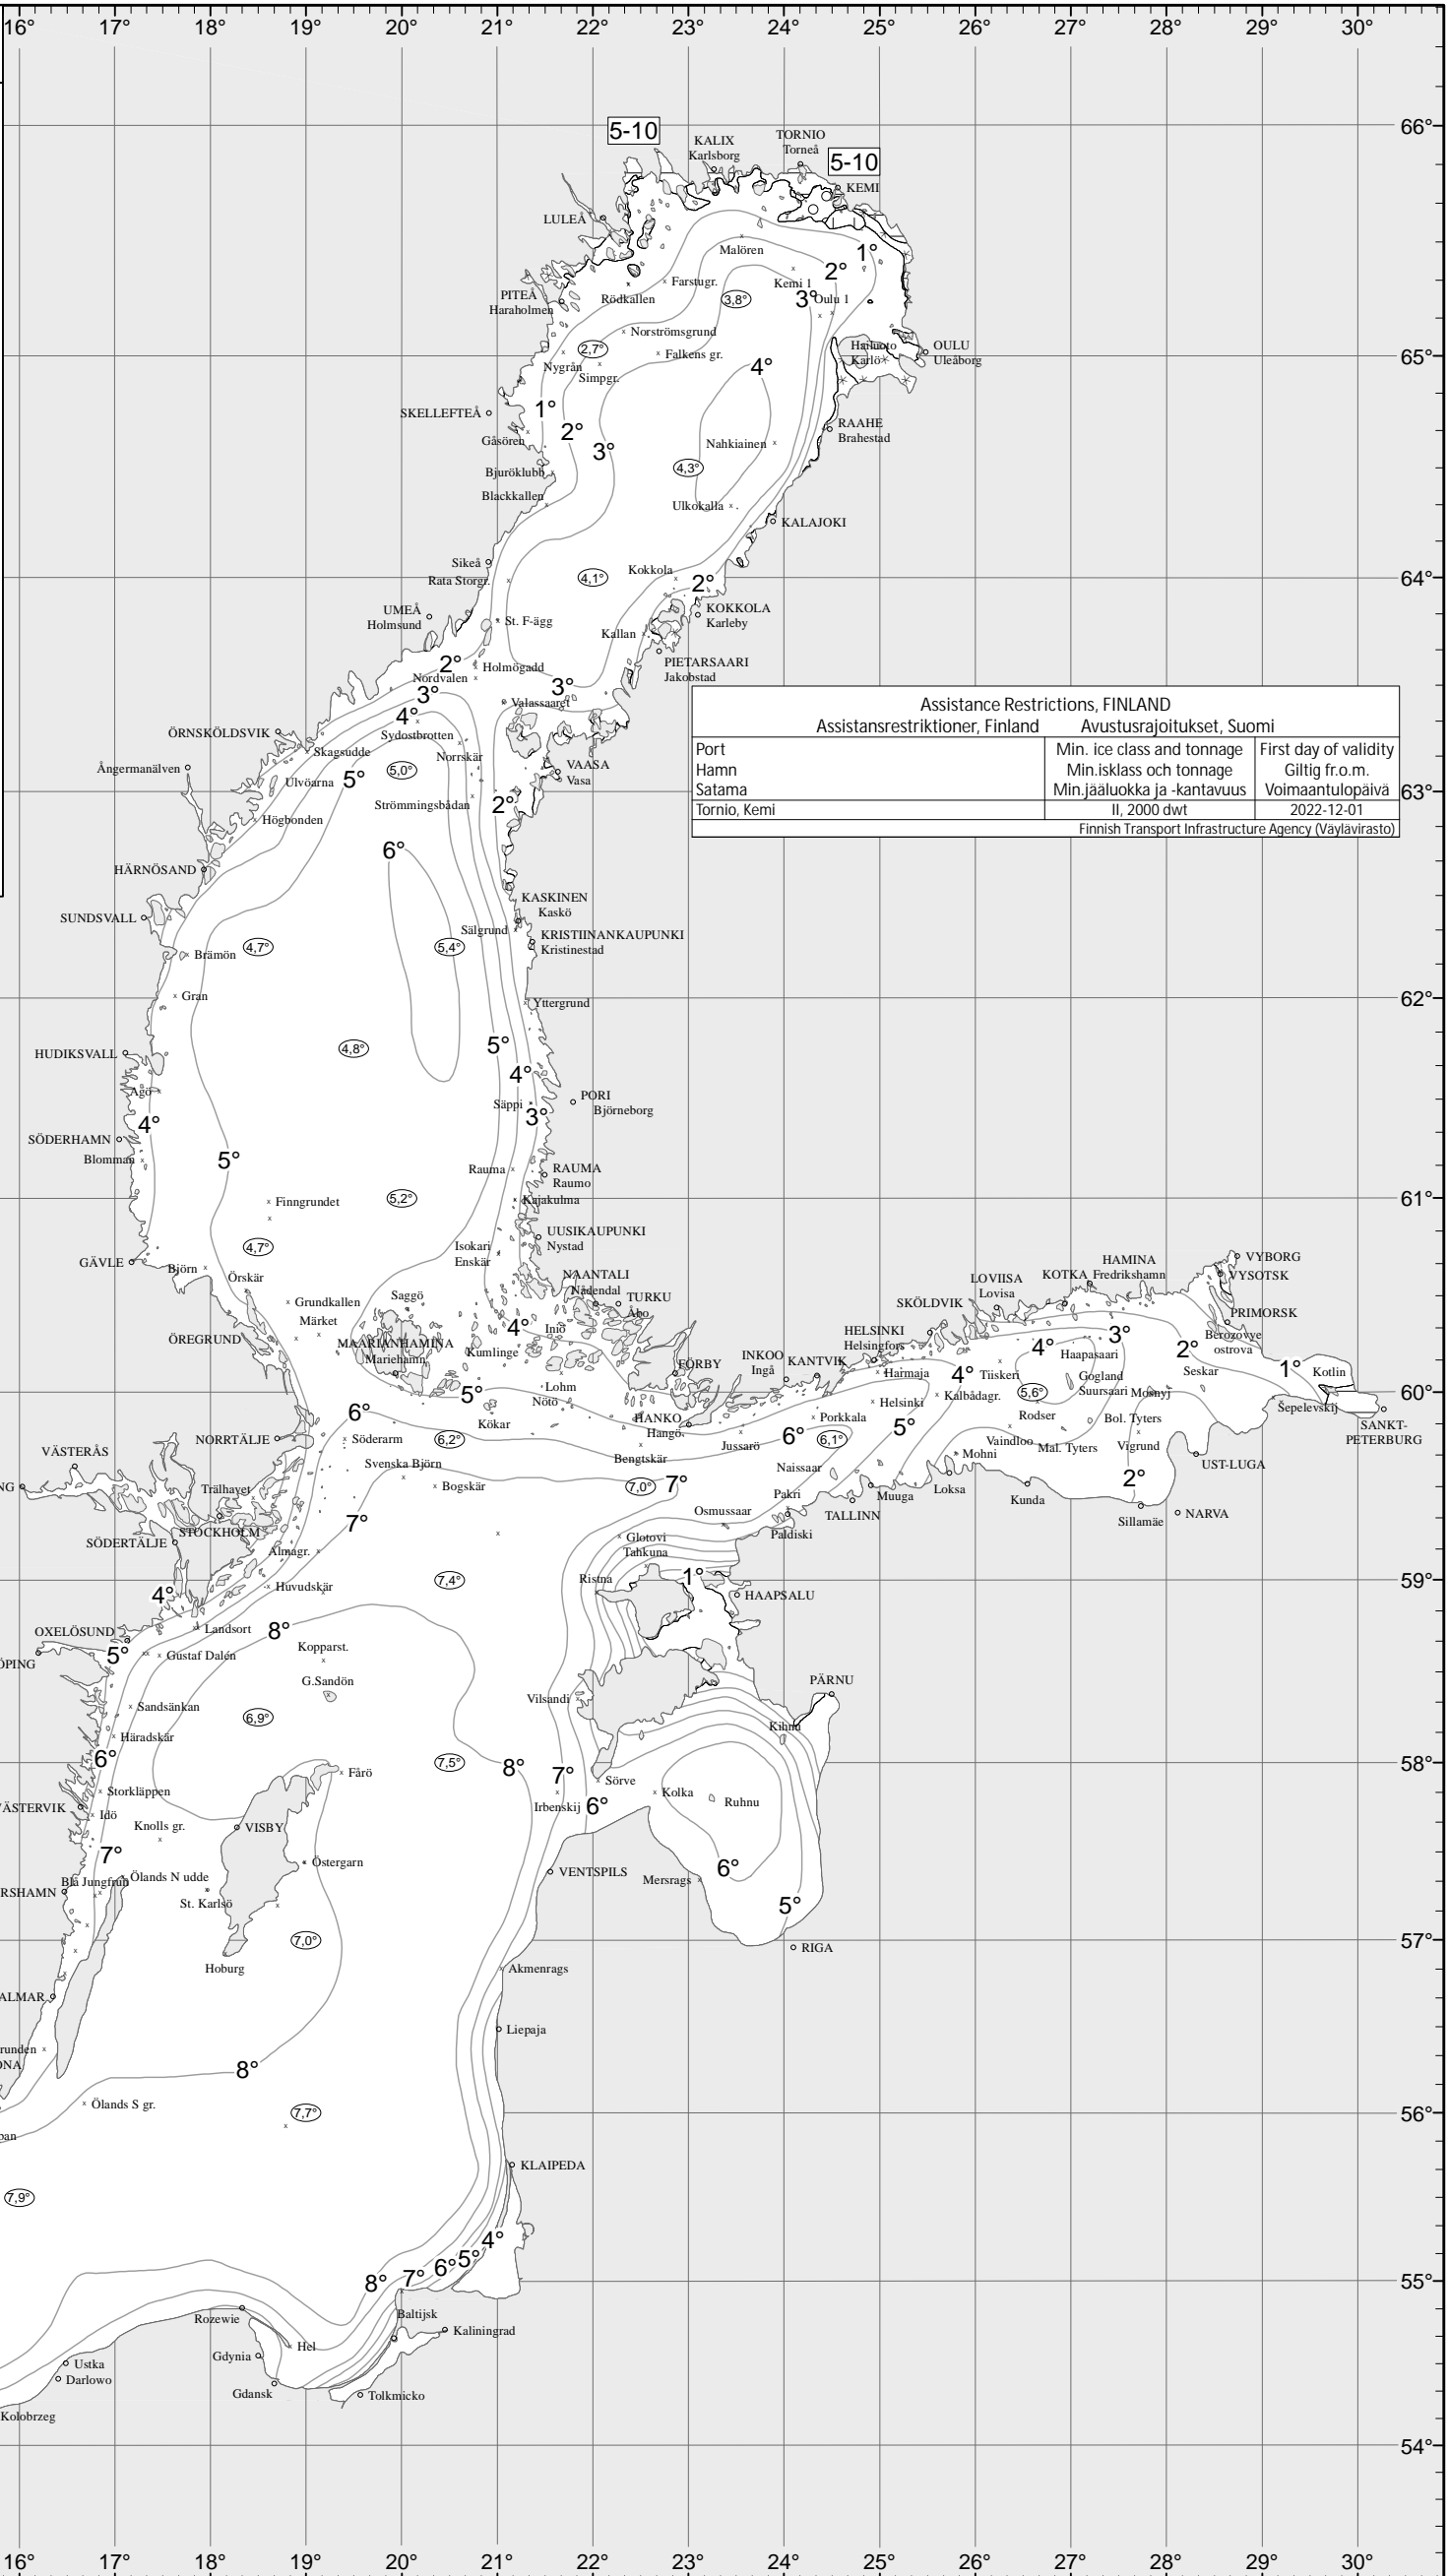 16° 17° 18° 19° 20° 21° 22° 23° 24° 25° 26° 27° 28° 29° 30°
66°
5-10
KALIX
Karlsborg
TORNIO
Torneå
5-10
KEMI
LULEÅ
Malören
1°
2°
Farstugr.
Kemi 1
Rödkallen
3,8°
3°
Oulu 1
PITEÅ
Haraholmen
Norströmsgrund
2,7°
Falkens gr.
Nygrån
Simpgr.
Hailuoto
Karlö
OULU
Uleåborg
65°
4°
SKELLEFTEÅ
1°
2°
3°
Gåsören
RAAHE
Brahestad
Nahkiainen
4,3°
Bjuröklubb
Blackkallen
Ulkokalla
KALAJOKI
Sikeå
Rata Storgr.
4,1°
Kokkola
2°
64°
UMEÅ
Holmsund
St. F-ägg
KOKKOLA
Karleby
Kallan
PIETARSAARI
Jakobstad
2°
Holmögadd
Nordvalen
3°
3°
Valassaaret
4°
Sydostbrotten
Norrskär
ÖRNSKÖLDSVIK
Skagsudde
Ångermanälven
Ulvöarna
5°
5,0°
VAASA
Vasa
Strömmingsbådan
2°
63°
Assistance Restrictions, FINLAND
Assistansrestriktioner, Finland Avustusrajoitukset, Suomi
Port Min. ice class and tonnage First day of validity
Hamn Min.isklass och tonnage Giltig fr.o.m.
Satama Min.jääluokka ja -kantavuus Voimaantulopäivä
Tornio, Kemi II, 2000 dwt 2022-12-01
Finnish Transport Infrastructure Agency (Väylävirasto)
Högbonden
6°
HÄRNÖSAND
KASKINEN
Kaskö
SUNDSVALL
Sälgrund
KRISTIINANKAUPUNKI
Kristinestad
4,7°
5,4°
Brämön
Gran
Yttergrund
62°
4,8°
5°
HUDIKSVALL
4°
Agö
Säppi
3°
PORI
Björneborg
4°
SÖDERHAMN
Blomman
5°
Rauma
RAUMA
Raumo
Finngrundet
5,2°
Kajakulma
61°
4,7°
Isokari
Enskär
UUSIKAUPUNKI
Nystad
GÄVLE
Björn
Örskär
NAANTALI
Nådendal
TURKU
Åbo
Grundkallen
Saggö
Märket
4°
Iniö
ÖREGRUND
MAARIANHAMINA
Mariehamn
Kumlinge
FÖRBY
Lohm
Nötö
5°
Kökar
HANKO
Hangö
INKOO
Ingå
KANTVIK
HELSINKI
Helsingfors
SKÖLDVIK
LOVIISA
Lovisa
KOTKA
HAMINA
Fredrikshamn
VYBORG
VYSOTSK
PRIMORSK
Berozovye
ostrova
3°
4°
2°
Haapasaari
Seskar
1°
Kotlin
Harmaja
4°
Tiiskeri
Gogland
Suursaari
Mosnyj
Kalbådagr.
5,6°
60°
Šepelevskij
SANKT-
PETERBURG
Helsinki
Rodser
Bol. Tyters
Porkkala
5°
6°
6,1°
Jussarö
Vaindloo
Mal. Tyters
Vigrund
UST-LUGA
Mohni
6°
Söderarm
6,2°
Bengtskär
Naissaar
NORRTÄLJE
VÄSTERÅS
Svenska Björn
Bogskär
7,0°
7°
Pakri
Muuga
Loksa
Kunda
2°
Sillamäe
NARVA
NG
Trälhavet
STOCKHOLM
SÖDERTÄLJE
7°
Osmussaar
TALLINN
Paldiski
Almagr.
Glotovi
Tahkuna
Huvudskär
7,4°
Ristna
1°
HAAPSALU
59°
4°
Landsort
8°
OXELÖSUND
5°
Gustaf Dalén
Kopparst.
ÖPING
G.Sandön
PÄRNU
Sandsänkan
6,9°
Vilsandi
Kihnu
Häradskär
6°
7,5°
8°
7°
58°
Fårö
Sörve
Storkläppen
Kolka
Ruhnu
VÄSTERVIK
Idö
Irbenskij
6°
Knolls gr.
VISBY
7°
Östergarn
VENTSPILS
6°
Mersrags
Blå Jungfrun
Ölands N udde
RSHAMN
St. Karlsö
5°
7,0°
57°
RIGA
Hoburg
Akmenrags
ALMAR
Liepaja
runden
ONA
8°
Ölands S gr.
7,7°
56°
pan
KLAIPEDA
7,9°
4°
5°
6°
7°
8°
55°
Rozewie
Baltijsk
Kaliningrad
Hel
Gdynia
Ustka
Darlowo
Gdansk
Tolkmicko
Kolobrzeg
54°
16° 17° 18° 19° 20° 21° 22° 23° 24° 25° 26° 27° 28° 29° 30°